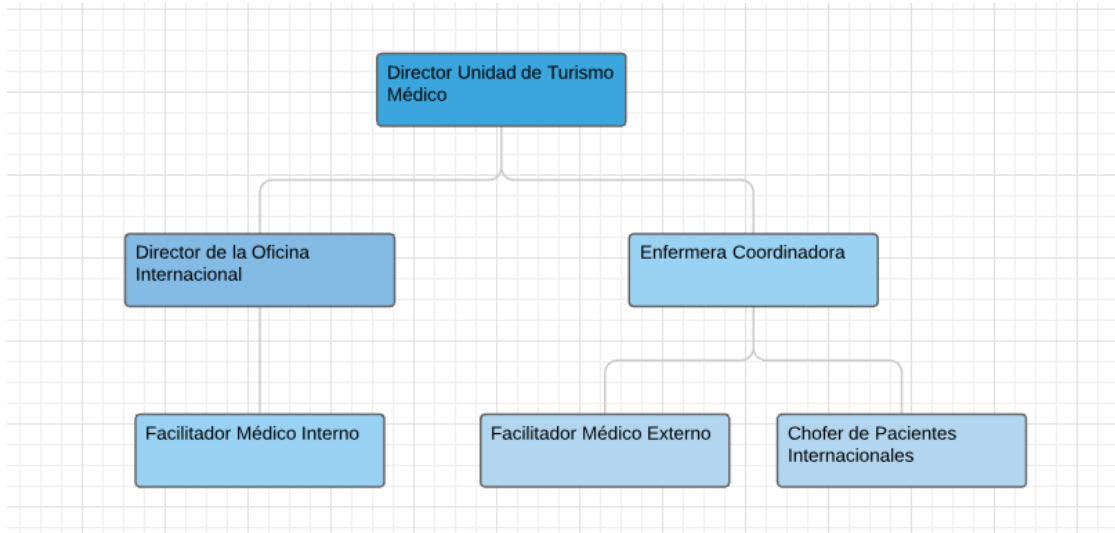 Director Unidad de Turismo
Médico
Director de la Oficina
Internacional
Enfermera Coordinadora
Facilitador Médico Interno
Facilitador Médico Externo
Chofer de Pacientes
Internacionales